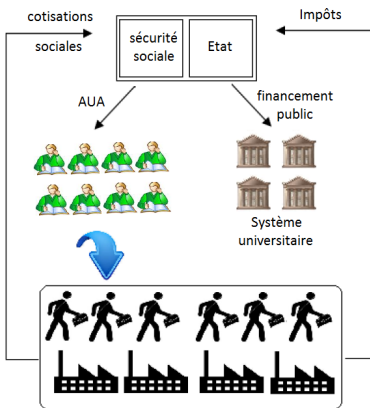 cotisations
sociales
sécurité
sociale
Etat
Impôts
AUA
financement
public
Système
universitaire